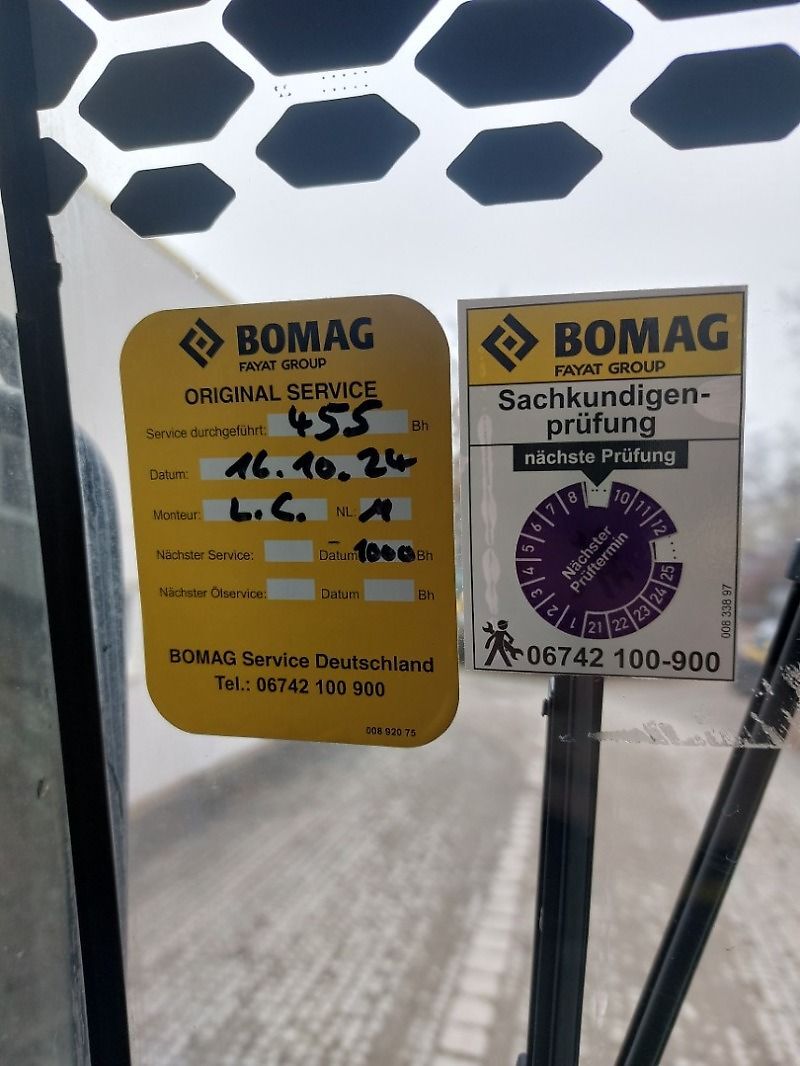 BOMAG
FAYAT GROUP
ORIGINAL SERVICE
Service durchgeführt: 455 Bh
Datum: 16.10.24
Monteur: L.C. NL: 11
Nächster Service: – Datum 1000 Bh
Nächster Ölservice: Datum Bh
BOMAG Service Deutschland
Tel.: 06742 100 900
008 920 75
BOMAG
FAYAT GROUP
Sachkundigen-
prüfung
nächste Prüfung
1 2 3 4 5 6 7 8 10 11 12
25 24 23 22 21
Nächster
Prüftermin
008 338 97
06742 100-900